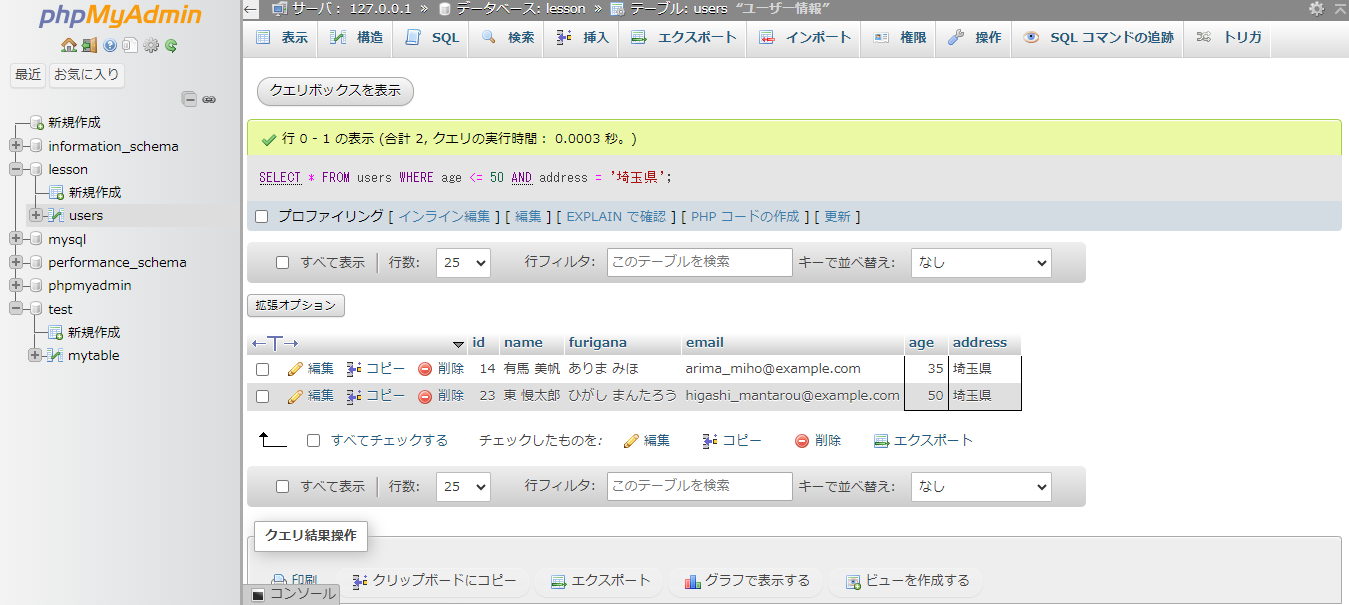 phpMyAdmin
最近 お気に入り
新規作成
information_schema
lesson
新規作成
users
mysql
performance_schema
phpmyadmin
test
新規作成
mytable
サーバ: 127.0.0.1 » データベース: lesson » テーブル: users “ユーザー情報”
表示 構造 SQL 検索 挿入 エクスポート インポート 権限 操作 SQL コマンドの追跡 トリガ
クエリボックスを表示
行 0 - 1 の表示 (合計 2, クエリの実行時間： 0.0003 秒。)
SELECT * FROM users WHERE age <= 50 AND address = '埼玉県';
プロファイリング [ インライン編集 ] [ 編集 ] [ EXPLAIN で確認 ] [ PHP コードの作成 ] [ 更新 ]
すべて表示 行数: 25 行フィルタ: このテーブルを検索 キーで並べ替え: なし
拡張オプション
←T→ id name furigana email age address
編集 コピー 削除 14 有馬 美帆 ありま みほ arima_miho@example.com 35 埼玉県
編集 コピー 削除 23 東 慢太郎 ひがし まんたろう higashi_mantarou@example.com 50 埼玉県
すべてチェックする チェックしたものを: 編集 コピー 削除 エクスポート
すべて表示 行数: 25 行フィルタ: このテーブルを検索 キーで並べ替え: なし
クエリ結果操作
印刷 クリップボードにコピー エクスポート グラフで表示する ビューを作成する
コンソール